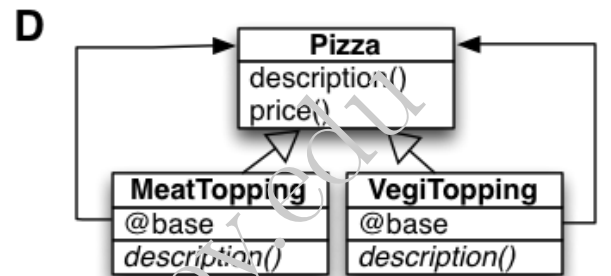 D
Pizza
description()
price()
MeatTopping
@base
description()
VegiTopping
@base
description()